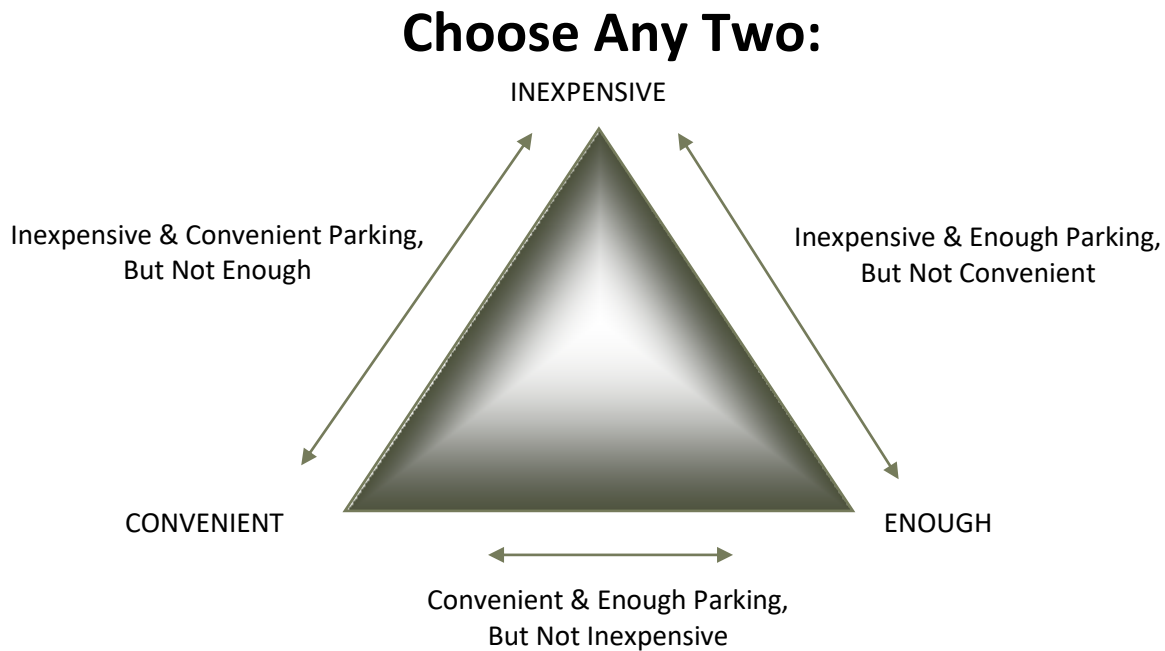 Choose Any Two:
INEXPENSIVE
Inexpensive & Convenient Parking,
But Not Enough
Inexpensive & Enough Parking,
But Not Convenient
CONVENIENT
ENOUGH
Convenient & Enough Parking,
But Not Inexpensive